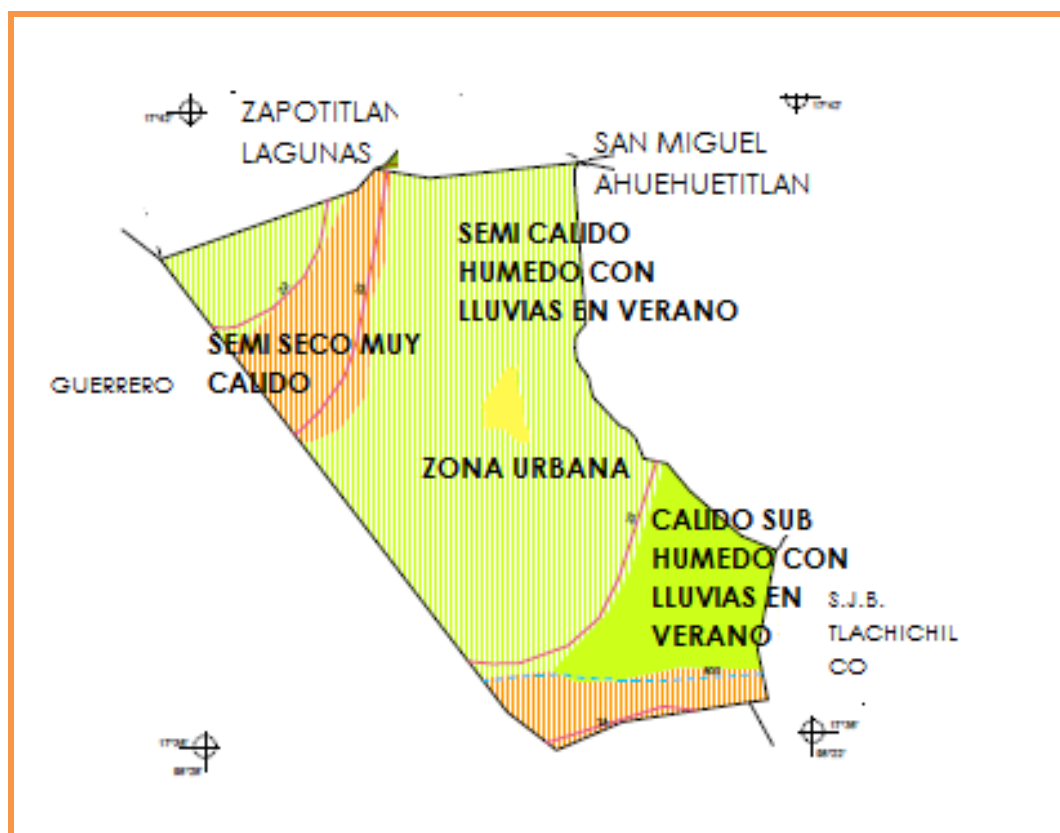 ZAPOTITLAN
LAGUNAS
SAN MIGUEL
AHUEHUETITLAN
SEMI CALIDO
HUMEDO CON
LLUVIAS EN VERANO
SEMI SECO MUY
CALIDO
GUERRERO
ZONA URBANA
CALIDO SUB
HUMEDO CON
LLUVIAS EN
VERANO
S.J.B.
TLACHICHIL
CO